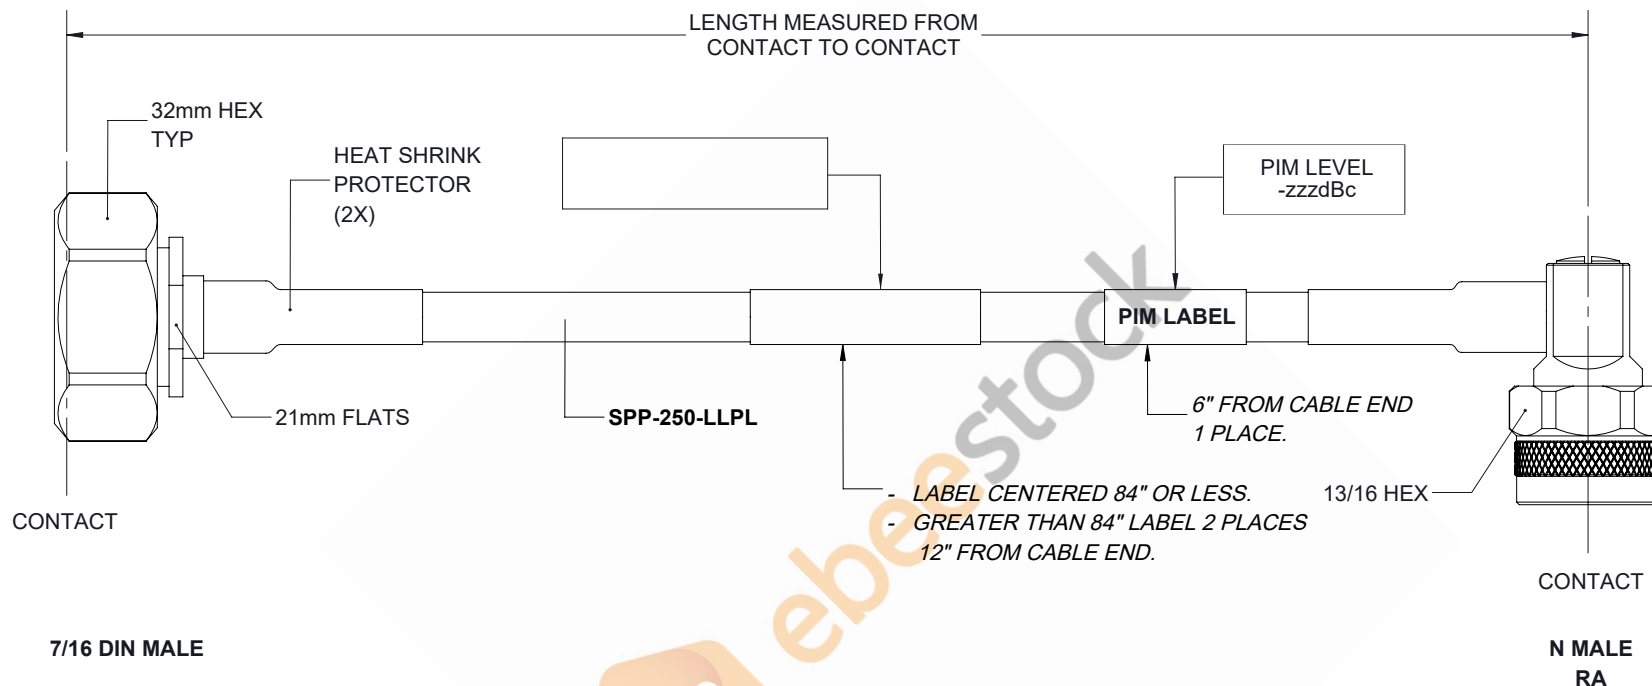 LENGTH MEASURED FROM
CONTACT TO CONTACT
32mm HEX
TYP
HEAT SHRINK
PROTECTOR
(2X)
PIM LEVEL
-zzzdBc
PIM LABEL
21mm FLATS
SPP-250-LLPL
6" FROM CABLE END
1 PLACE.
- LABEL CENTERED 84" OR LESS.
- GREATER THAN 84" LABEL 2 PLACES
12" FROM CABLE END.
13/16 HEX
CONTACT
CONTACT
7/16 DIN MALE
N MALE
RA
ebeestock